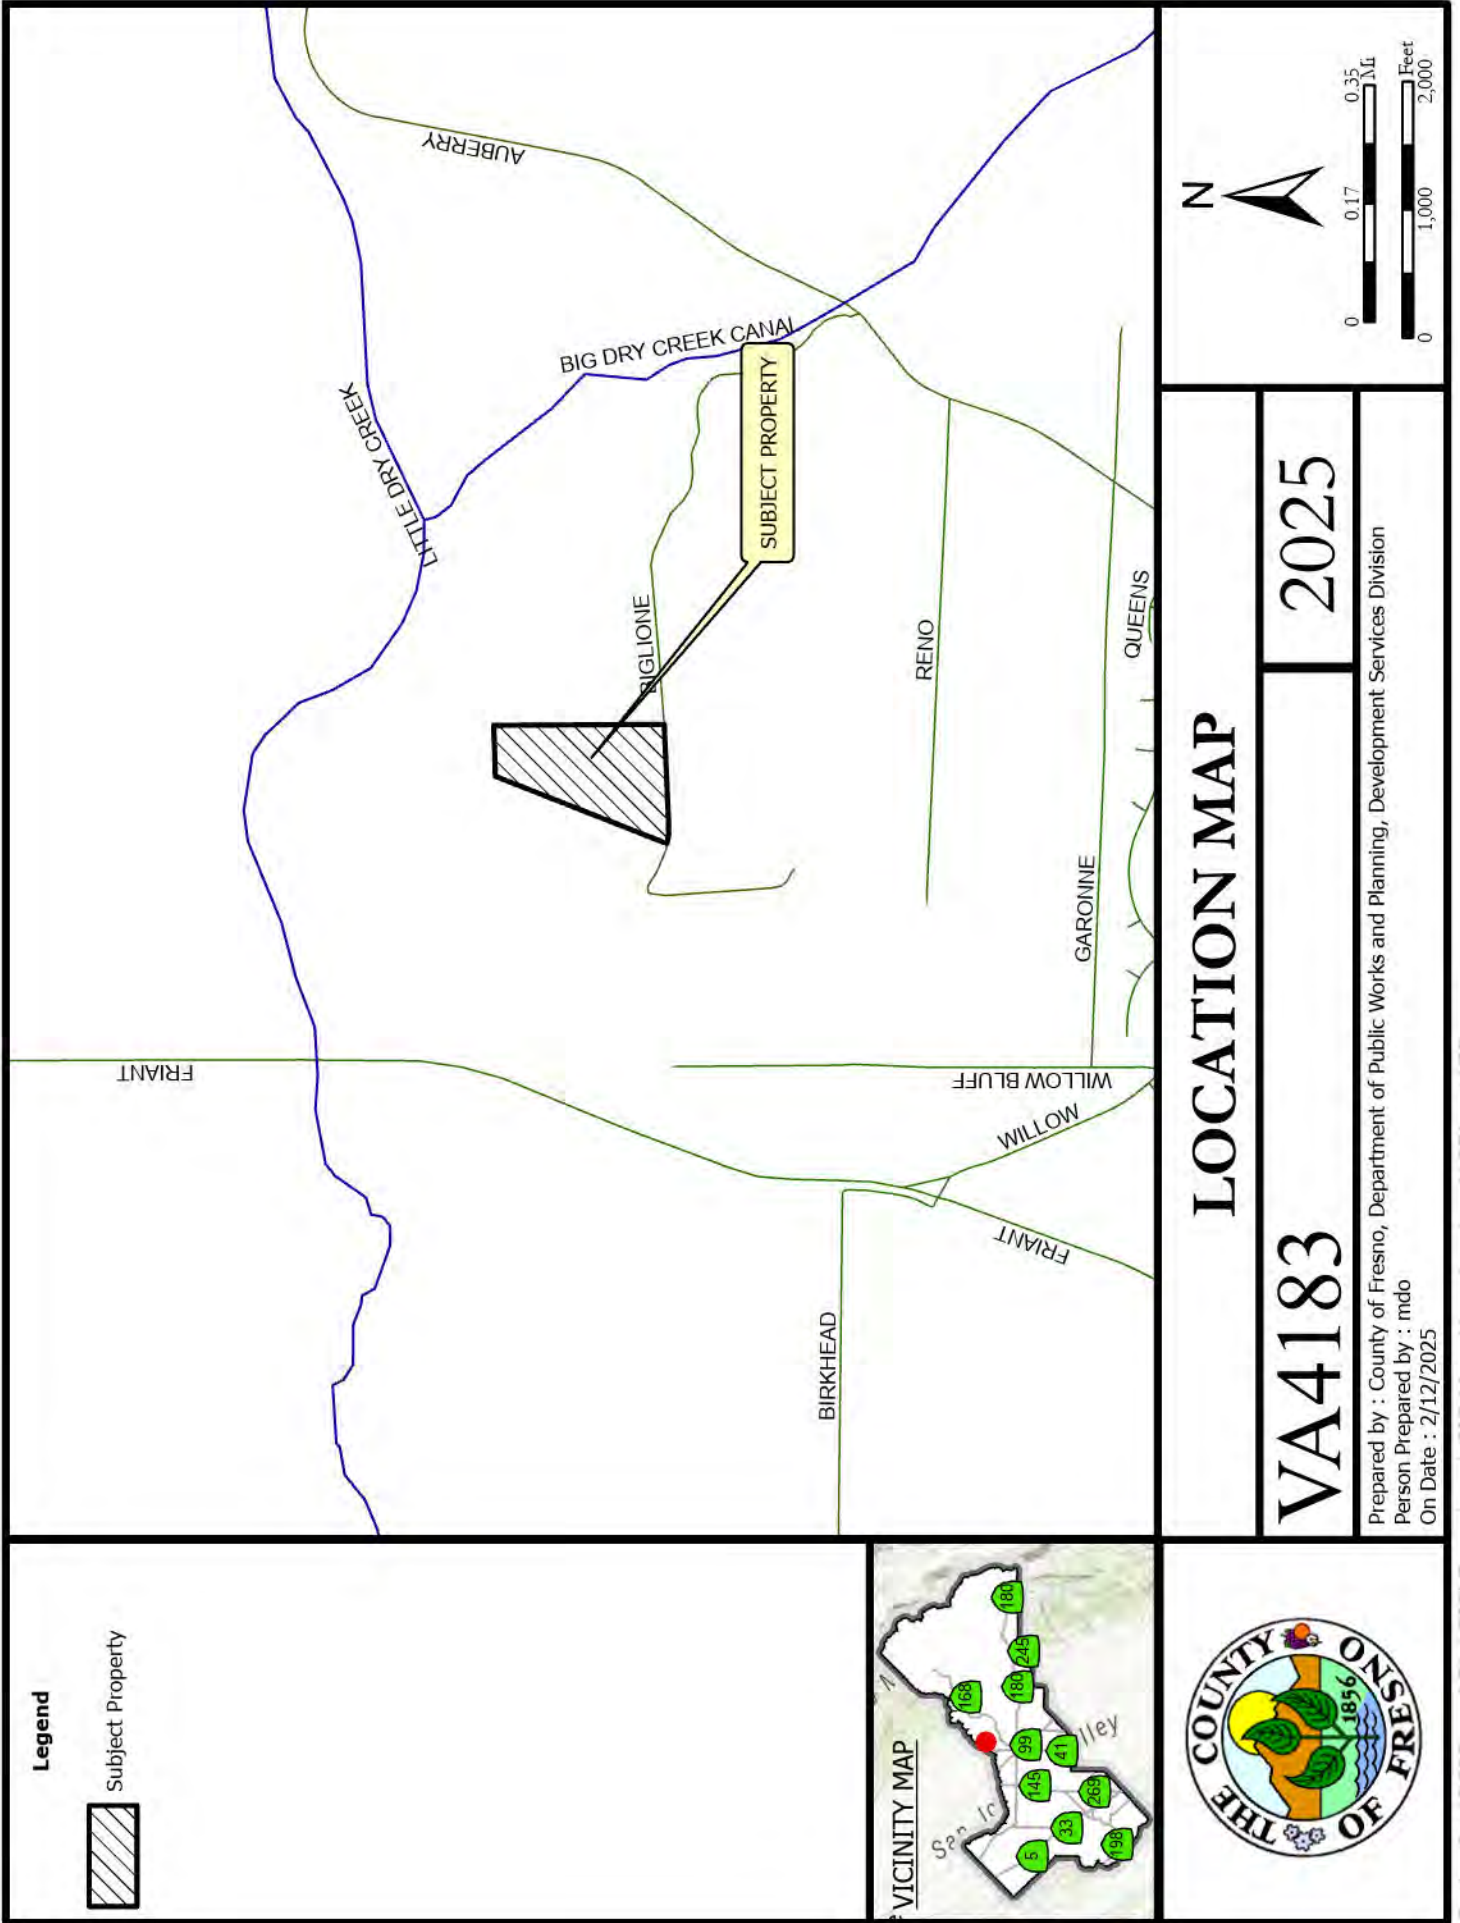 Legend
Subject Property
VICINITY MAP
5
33
198
145
269
99
41
168
180
245
180
lley
THE COUNTY OF FRESNO
1856
FRIANT
AUBERRY
LITTLE DRY CREEK
BIG DRY CREEK CANAL
BIGLIONE
SUBJECT PROPERTY
RENO
QUEENS
GARONNE
WILLOW BLUFF
WILLOW
FRIANT
BIRKHEAD
LOCATION MAP
VA4183
2025
Prepared by : County of Fresno, Department of Public Works and Planning, Development Services Division
Person Prepared by : mdo
On Date : 2/12/2025
N
0 0.17 0.35
Mi
Feet
0 1,000 2,000